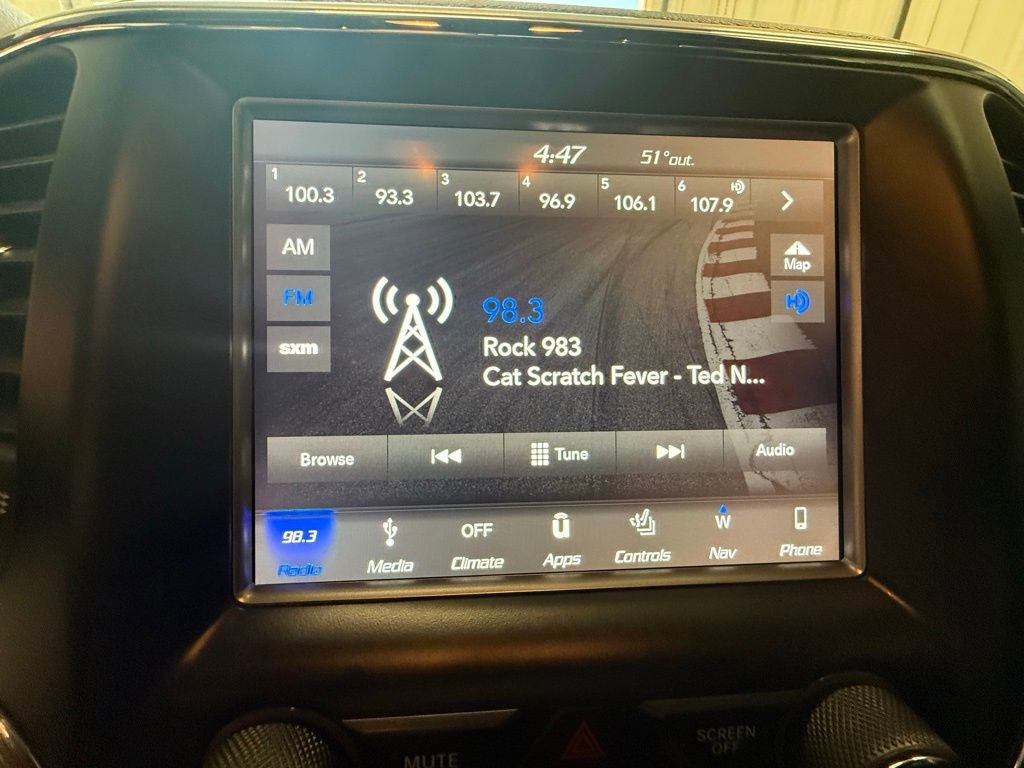 4:47 51°out.
1 100.3 2 93.3 3 103.7 4 96.9 5 106.1 6 107.9 HD
AM
Map
FM
98.3
HD
Rock 983
sxm
Cat Scratch Fever - Ted N...
Browse Tune Audio
98.3 OFF u W
Radio Media Climate Apps Controls Nav Phone
MUTE SCREEN
OFF